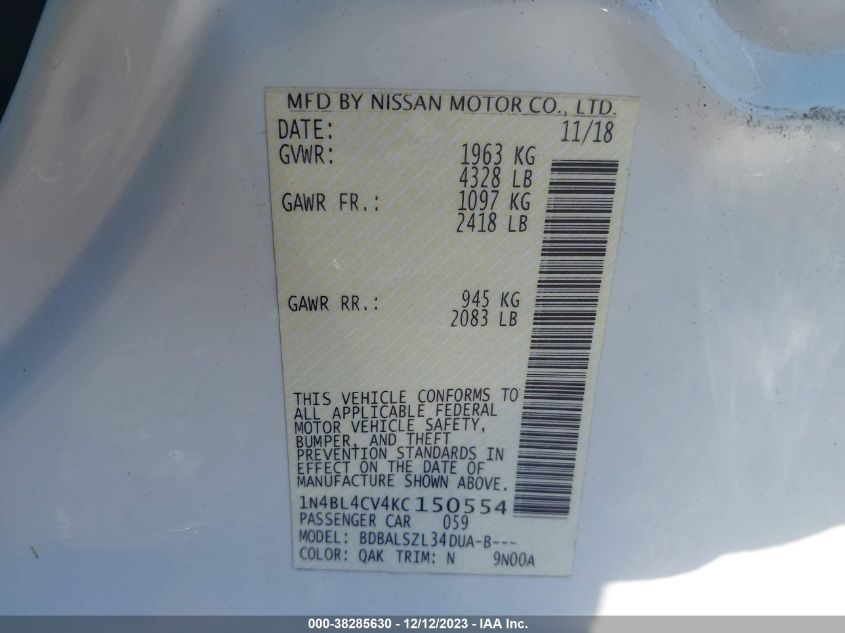 MFD BY NISSAN MOTOR CO., LTD.
DATE: 11/18
GVWR: 1963 KG
4328 LB
GAWR FR.: 1097 KG
2418 LB
GAWR RR.: 945 KG
2083 LB
THIS VEHICLE CONFORMS TO
ALL APPLICABLE FEDERAL
MOTOR VEHICLE SAFETY,
BUMPER, AND THEFT
PREVENTION STANDARDS IN
EFFECT ON THE DATE OF
MANUFACTURE SHOWN ABOVE.
1N4BL4CV4KC150554
PASSENGER CAR 059
MODEL: BDBALSZL34DUA-B---
COLOR: QAK TRIM: N 9N00A
000-38285630 - 12/12/2023 - IAA Inc.